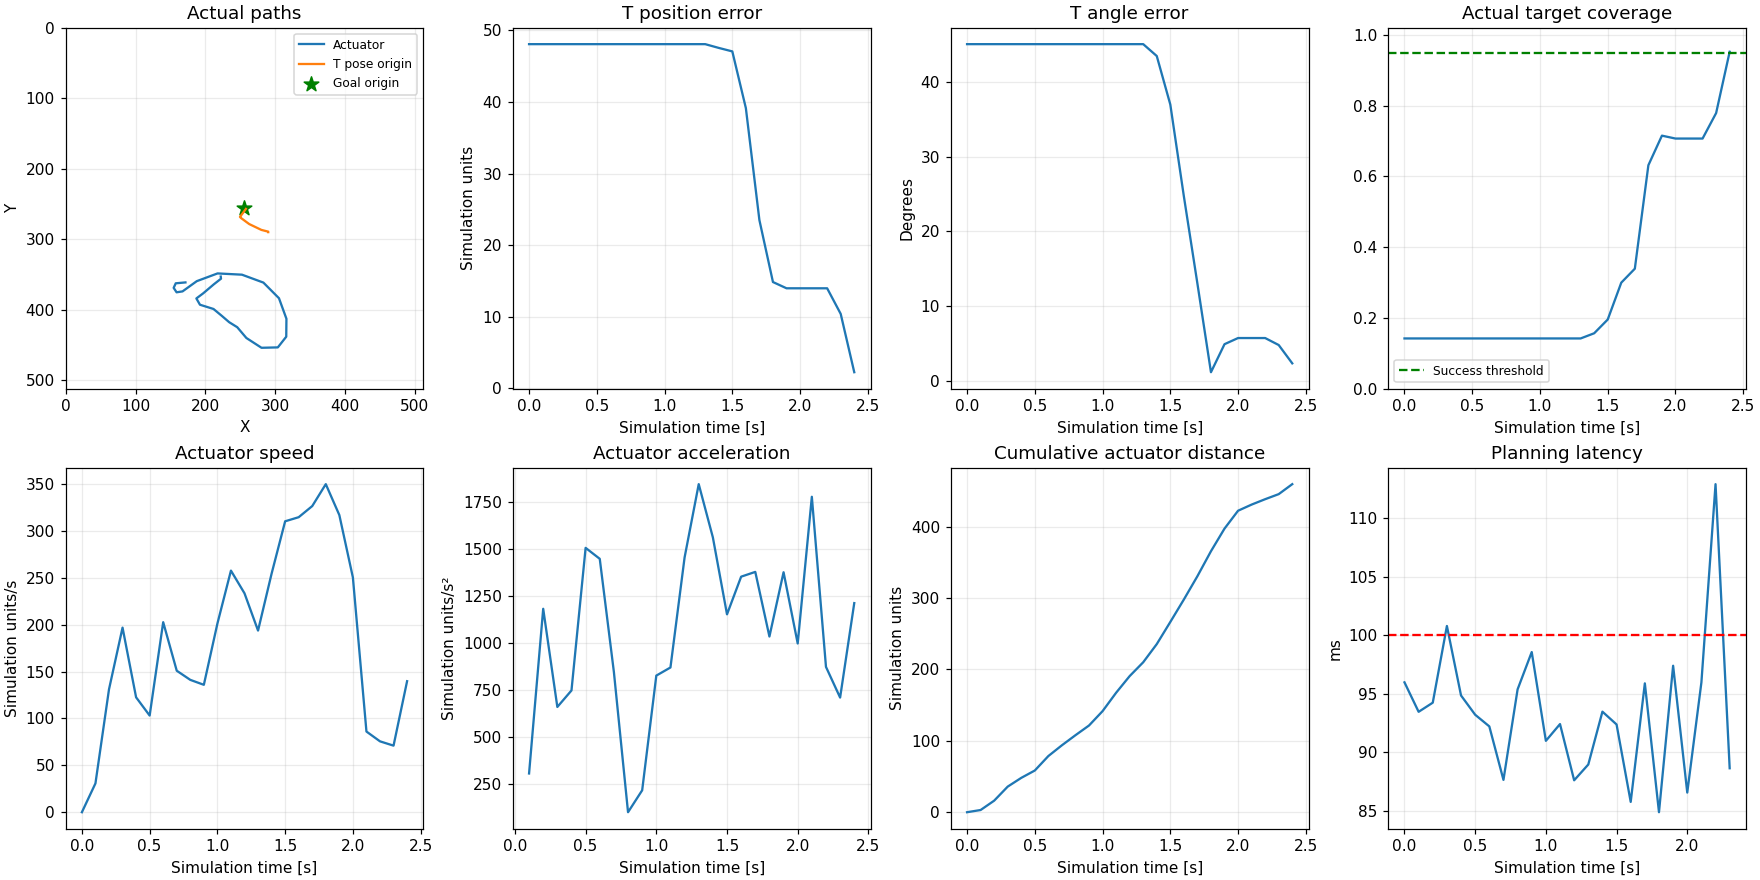 Actual paths
0
100
200
300
400
500
Y
0 100 200 300 400 500
X
Actuator
T pose origin
Goal origin
T position error
50
40
30
20
10
0
Simulation units
0.0 0.5 1.0 1.5 2.0 2.5
Simulation time [s]
T angle error
40
30
20
10
0
Degrees
0.0 0.5 1.0 1.5 2.0 2.5
Simulation time [s]
Actual target coverage
1.0
0.8
0.6
0.4
0.2
0.0
Success threshold
0.0 0.5 1.0 1.5 2.0 2.5
Simulation time [s]
Actuator speed
350
300
250
200
150
100
50
0
Simulation units/s
0.0 0.5 1.0 1.5 2.0 2.5
Simulation time [s]
Actuator acceleration
1750
1500
1250
1000
750
500
250
Simulation units/s²
0.0 0.5 1.0 1.5 2.0 2.5
Simulation time [s]
Cumulative actuator distance
400
300
200
100
0
Simulation units
0.0 0.5 1.0 1.5 2.0 2.5
Simulation time [s]
Planning latency
110
105
100
95
90
85
ms
0.0 0.5 1.0 1.5 2.0
Simulation time [s]